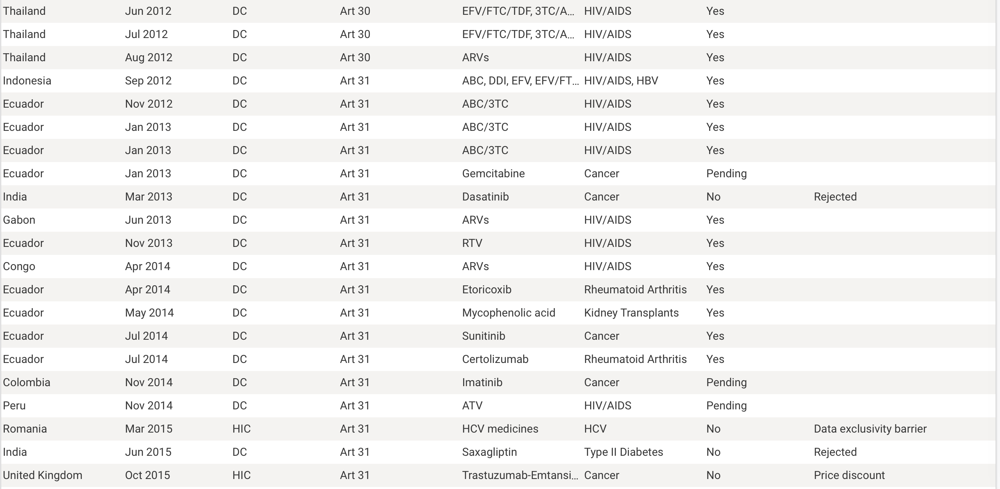 Thailand Jun 2012 DC Art 30 EFV/FTC/TDF, 3TC/A... HIV/AIDS Yes
Thailand Jul 2012 DC Art 30 EFV/FTC/TDF, 3TC/A... HIV/AIDS Yes
Thailand Aug 2012 DC Art 30 ARVs HIV/AIDS Yes
Indonesia Sep 2012 DC Art 31 ABC, DDI, EFV, EFV/FT... HIV/AIDS, HBV Yes
Ecuador Nov 2012 DC Art 31 ABC/3TC HIV/AIDS Yes
Ecuador Jan 2013 DC Art 31 ABC/3TC HIV/AIDS Yes
Ecuador Jan 2013 DC Art 31 ABC/3TC HIV/AIDS Yes
Ecuador Jan 2013 DC Art 31 Gemcitabine Cancer Pending
India Mar 2013 DC Art 31 Dasatinib Cancer No Rejected
Gabon Jun 2013 DC Art 31 ARVs HIV/AIDS Yes
Ecuador Nov 2013 DC Art 31 RTV HIV/AIDS Yes
Congo Apr 2014 DC Art 31 ARVs HIV/AIDS Yes
Ecuador Apr 2014 DC Art 31 Etoricoxib Rheumatoid Arthritis Yes
Ecuador May 2014 DC Art 31 Mycophenolic acid Kidney Transplants Yes
Ecuador Jul 2014 DC Art 31 Sunitinib Cancer Yes
Ecuador Jul 2014 DC Art 31 Certolizumab Rheumatoid Arthritis Yes
Colombia Nov 2014 DC Art 31 Imatinib Cancer Pending
Peru Nov 2014 DC Art 31 ATV HIV/AIDS Pending
Romania Mar 2015 HIC Art 31 HCV medicines HCV No Data exclusivity barrier
India Jun 2015 DC Art 31 Saxagliptin Type II Diabetes No Rejected
United Kingdom Oct 2015 HIC Art 31 Trastuzumab-Emtansi... Cancer No Price discount